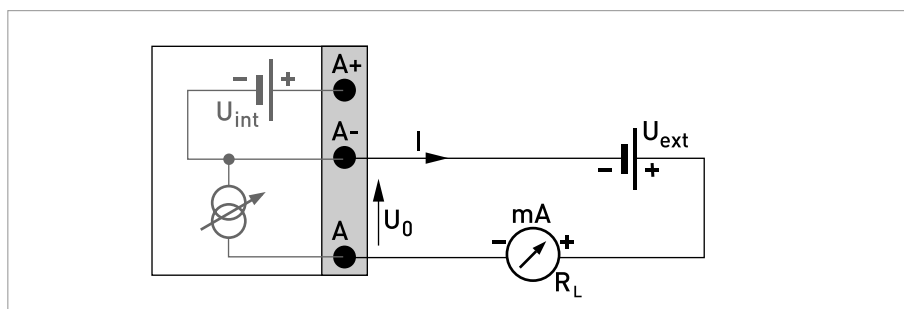 A+
- +
U_int
A-
I
U_ext
- +
U_0
mA
A
- +
R_L